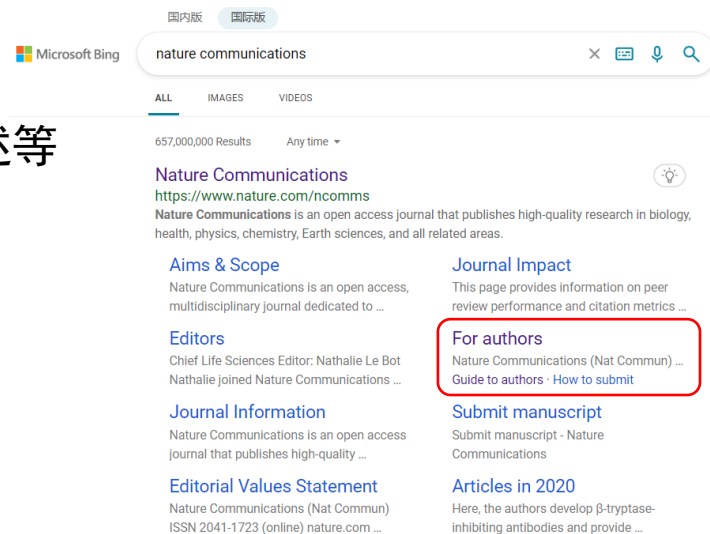 国内版 国际版
Microsoft Bing
nature communications
ALL IMAGES VIDEOS
等
657,000,000 Results Any time
Nature Communications
https://www.nature.com/ncomms
Nature Communications is an open access journal that publishes high-quality research in biology,
health, physics, chemistry, Earth sciences, and all related areas.
Aims & Scope
Nature Communications is an open access,
multidisciplinary journal dedicated to ...
Journal Impact
This page provides information on peer
review performance and citation metrics ...
Editors
Chief Life Sciences Editor: Nathalie Le Bot
Nathalie joined Nature Communications ...
For authors
Nature Communications (Nat Commun) ...
Guide to authors · How to submit
Journal Information
Nature Communications is an open access
journal that publishes high-quality ...
Submit manuscript
Submit manuscript - Nature
Communications
Editorial Values Statement
Nature Communications (Nat Commun)
ISSN 2041-1723 (online) nature.com ...
Articles in 2020
Here, the authors develop β-tryptase-
inhibiting antibodies and provide ...